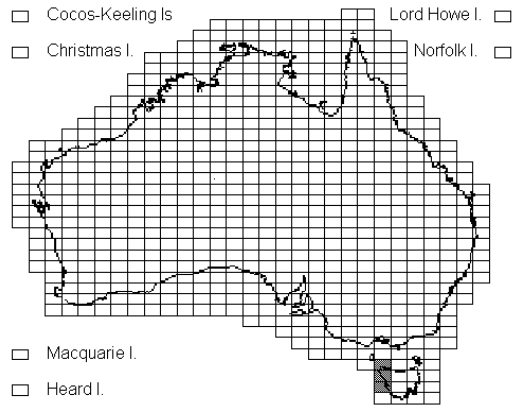 Cocos-Keeling Is
Lord Howe I.
Christmas I.
Norfolk I.
Macquarie I.
Heard I.